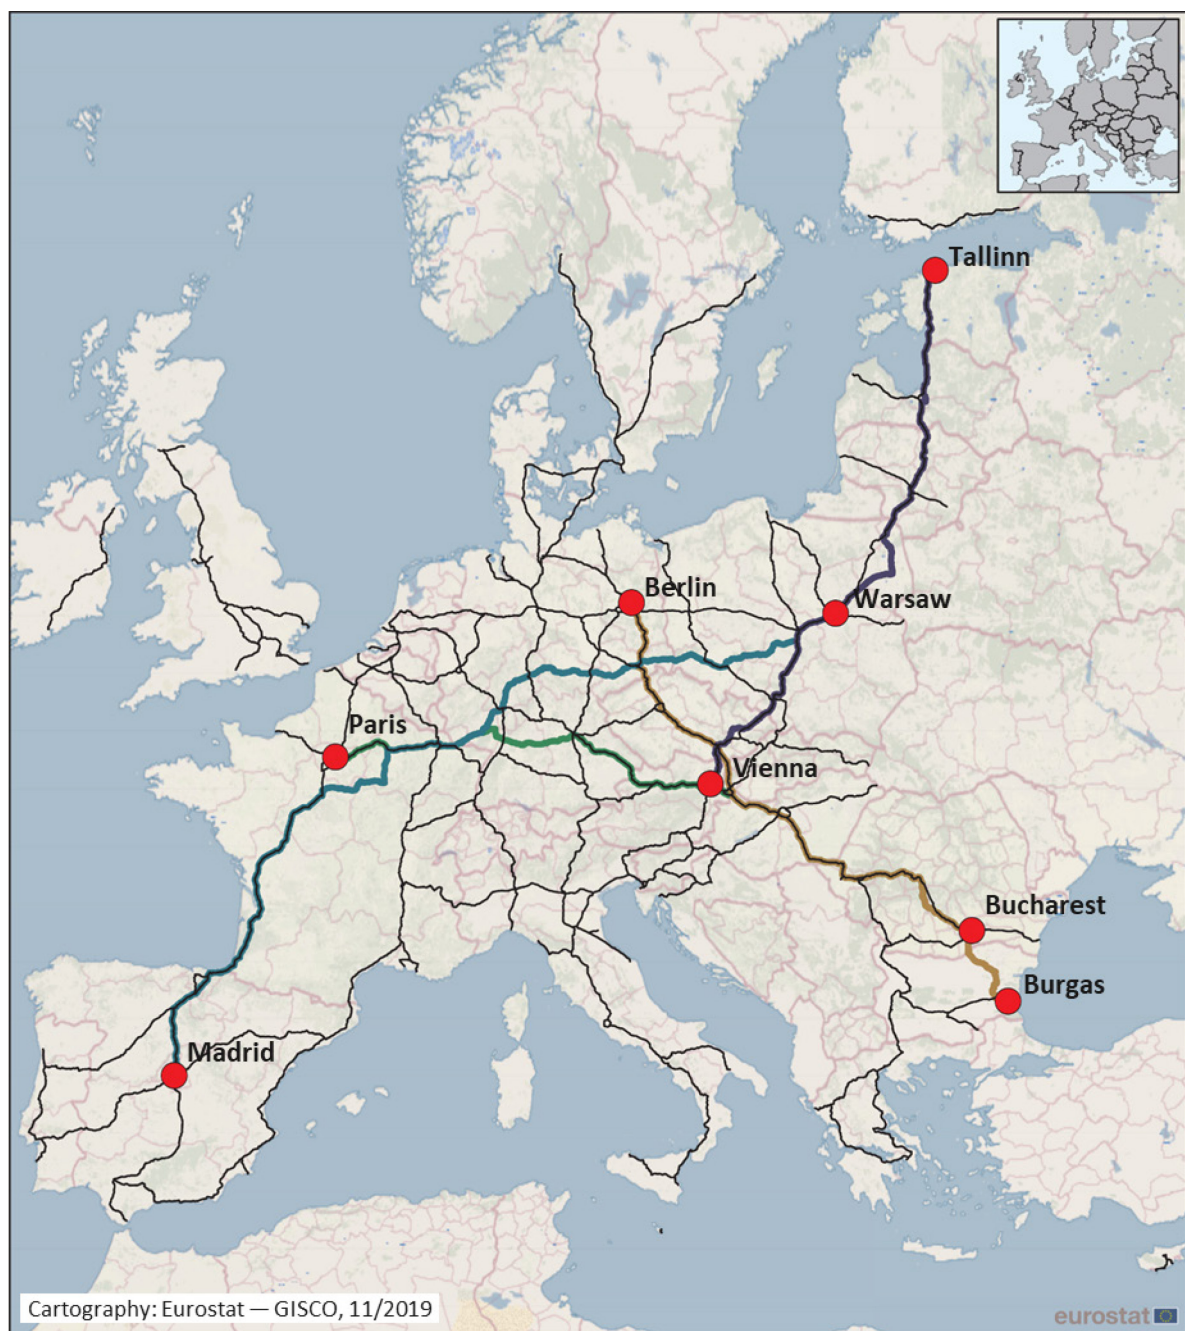 Tallinn
Berlin
Warsaw
Paris
Vienna
Bucharest
Burgas
Madrid
Cartography: Eurostat — GISCO, 11/2019
eurostat